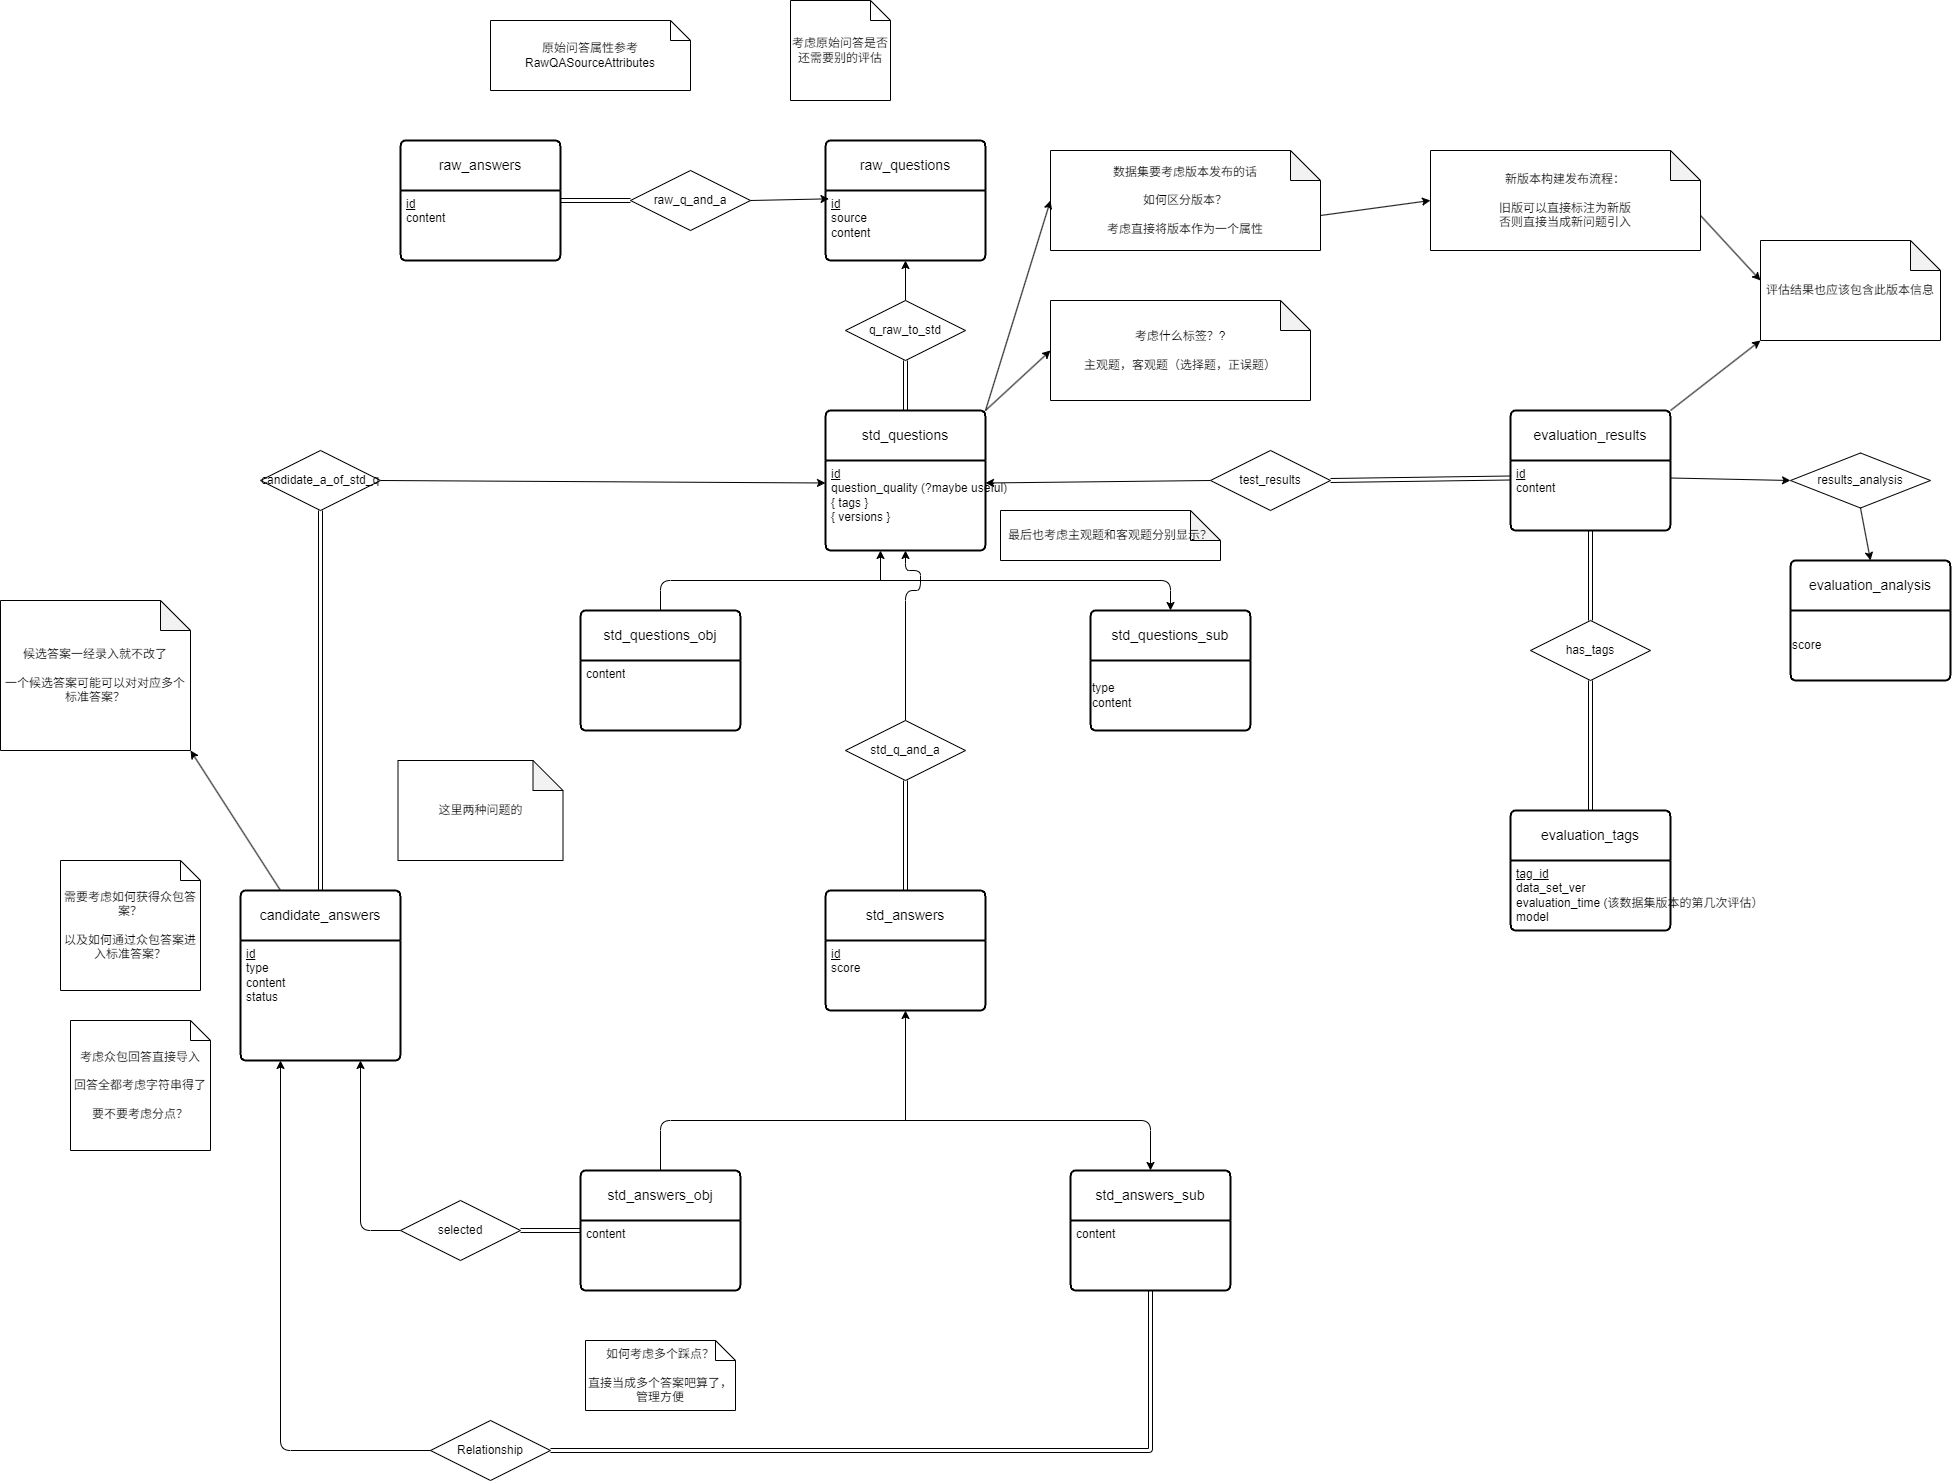 原始问答属性参考
RawQASourceAttributes
考虑原始问答是否
还需要别的评估
raw_answers
id
content
raw_q_and_a
raw_questions
id
source
content
数据集要考虑版本发布的话
如何区分版本？
考虑直接将版本作为一个属性
新版本构建发布流程：
旧版可以直接标注为新版
否则直接当成新问题引入
评估结果也应该包含此版本信息
q_raw_to_std
考虑什么标签？?
主观题，客观题（选择题，正误题）
candidate_a_of_std_q
std_questions
id
question_quality (?maybe useful)
{ tags }
{ versions }
test_results
evaluation_results
id
content
results_analysis
最后也考虑主观题和客观题分别显示？
evaluation_analysis
score
std_questions_obj
content
std_questions_sub
type
content
has_tags
候选答案一经录入就不改了
一个候选答案可能可以对对应多个
标准答案？
std_q_and_a
这里两种问题的
evaluation_tags
tag_id
data_set_ver
evaluation_time (该数据集版本的第几次评估）
model
需要考虑如何获得众包答
案？
以及如何通过众包答案进
入标准答案？
candidate_answers
id
type
content
status
std_answers
id
score
考虑众包回答直接导入
回答全都考虑字符串得了
要不要考虑分点？
selected
std_answers_obj
content
std_answers_sub
content
如何考虑多个踩点？
直接当成多个答案吧算了，
管理方便
Relationship